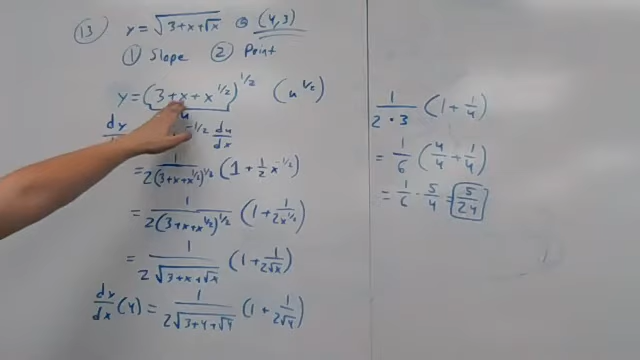 13 y = √(3+x+√x) @ (4,3)
① Slope ② Point
y = (3+x+x^1/2)^1/2 (u^1/2)
u
dy/ -1/2 du/dx
= 1/(2(3+x+x^1/2)^1/2) (1 + 1/2 x^-1/2)
= 1/(2(3+x+x^1/2)^1/2) (1 + 1/(2x^1/2))
= 1/(2√(3+x+√x)) (1 + 1/(2√x))
dy/dx (4) = 1/(2√(3+4+√4)) (1 + 1/(2√4))
1/(2·3) (1 + 1/4)
= 1/6 (4/4 + 1/4)
= 1/6 · 5/4 = 5/24